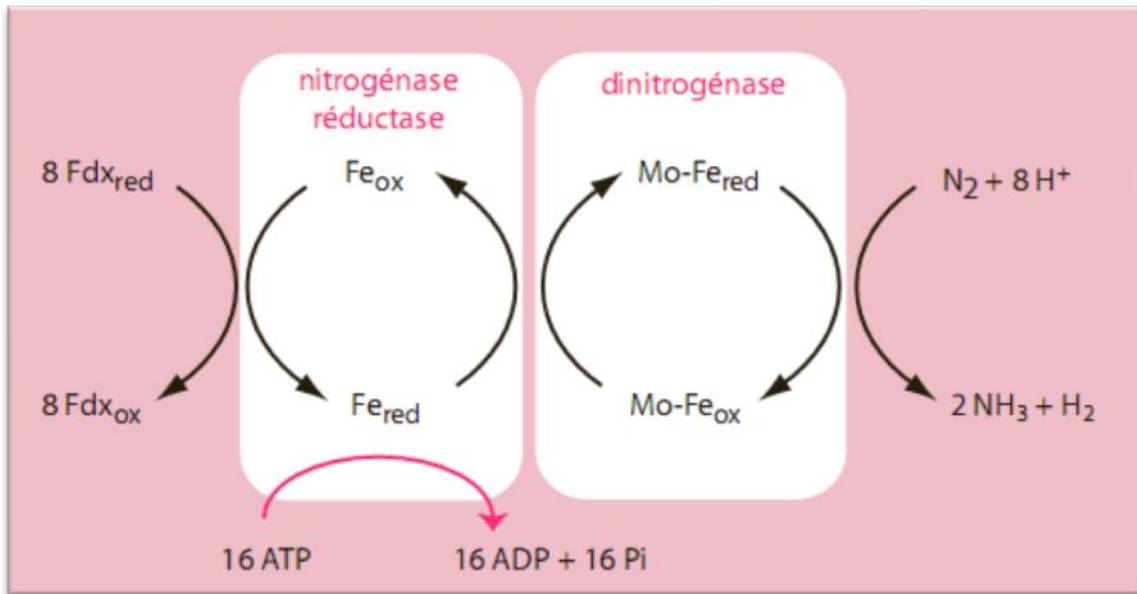 nitrogénase
réductase
dinitrogénase
8 Fdxred
Feox
Mo-Fered
N2 + 8 H+
8 Fdxox
Fered
Mo-Feox
2 NH3 + H2
16 ATP
16 ADP + 16 Pi